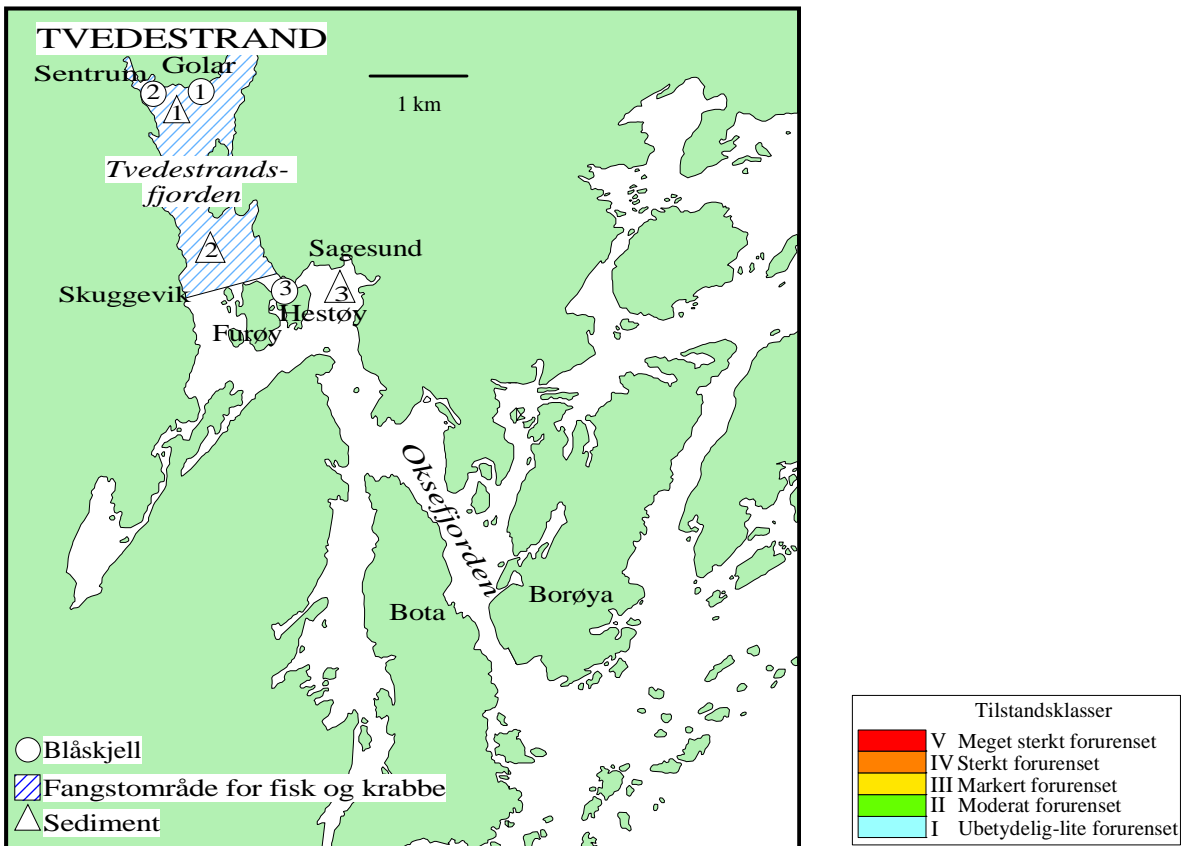 TVEDESTRAND
Golar
Sentrum
2
1
1
1 km
Tvedestrands-
fjorden
2
Sagesund
Skuggevik
3
3
Hestøy
Furøy
Oksefjorden
Borøya
Bota
Blåskjell
Fangstområde for fisk og krabbe
Sediment
Tilstandsklasser
V Meget sterkt forurenset
IV Sterkt forurenset
III Markert forurenset
II Moderat forurenset
I Ubetydelig-lite forurenset